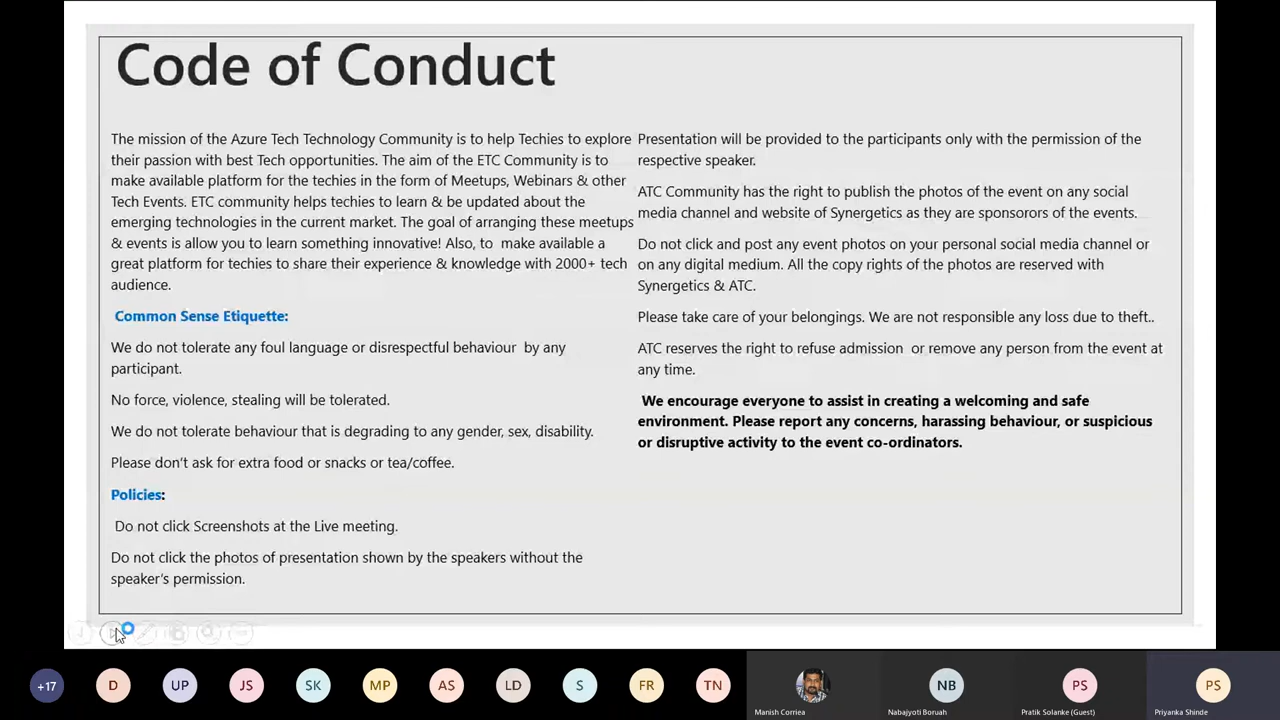 Code of Conduct
The mission of the Azure Tech Technology Community is to help Techies to explore
their passion with best Tech opportunities. The aim of the ETC Community is to
make available platform for the techies in the form of Meetups, Webinars & other
Tech Events. ETC community helps techies to learn & be updated about the
emerging technologies in the current market. The goal of arranging these meetups
& events is allow you to learn something innovative! Also, to make available a
great platform for techies to share their experience & knowledge with 2000+ tech
audience.
Common Sense Etiquette:
We do not tolerate any foul language or disrespectful behaviour by any
participant.
No force, violence, stealing will be tolerated.
We do not tolerate behaviour that is degrading to any gender, sex, disability.
Please don't ask for extra food or snacks or tea/coffee.
Policies:
Do not click Screenshots at the Live meeting.
Do not click the photos of presentation shown by the speakers without the
speaker's permission.
Presentation will be provided to the participants only with the permission of the
respective speaker.
ATC Community has the right to publish the photos of the event on any social
media channel and website of Synergetics as they are sponsorors of the events.
Do not click and post any event photos on your personal social media channel or
on any digital medium. All the copy rights of the photos are reserved with
Synergetics & ATC.
Please take care of your belongings. We are not responsible any loss due to theft..
ATC reserves the right to refuse admission or remove any person from the event at
any time.
We encourage everyone to assist in creating a welcoming and safe
environment. Please report any concerns, harassing behaviour, or suspicious
or disruptive activity to the event co-ordinators.
+17 D UP JS SK MP AS LD S FR TN NB PS PS
Manish Correa Nabajyoti Boruah Pratik Solanke (Guest) Priyanka Shinde